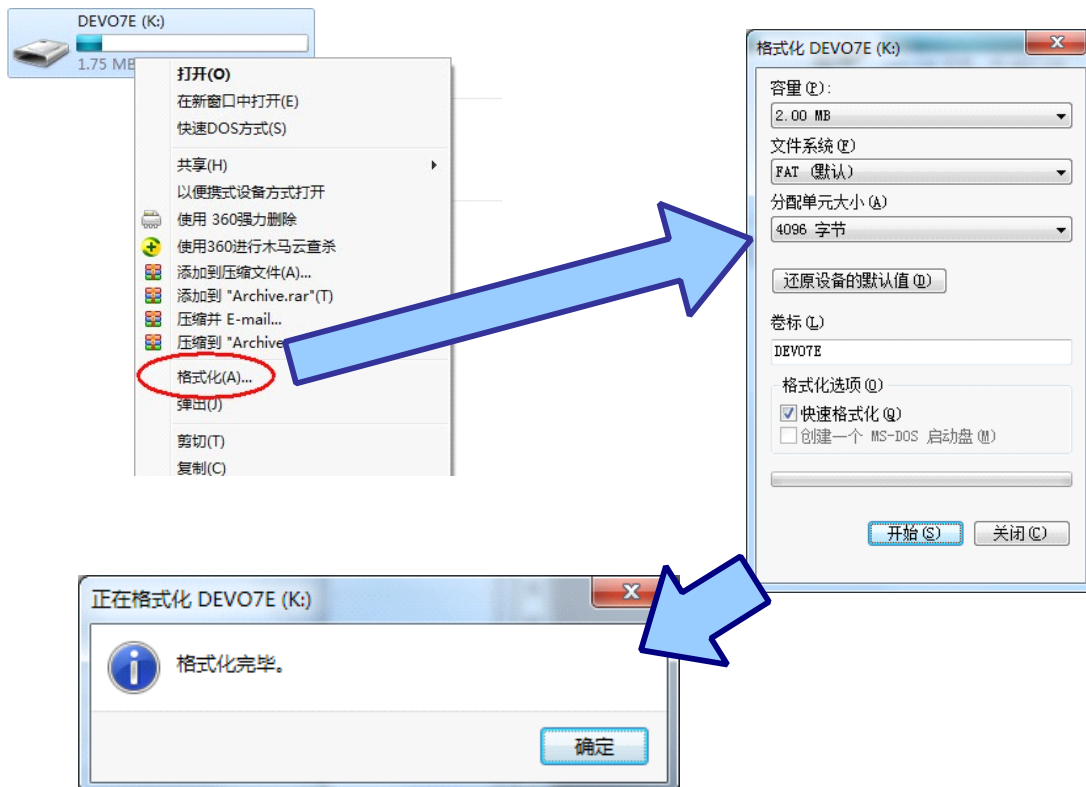 DEVO7E (K:)
1.75 MB
打开(O)
在新窗口中打开(E)
快速DOS方式(S)
共享(H)
以便携式设备方式打开
使用 360强力删除
使用360进行木马云查杀
添加到压缩文件(A)...
添加到 "Archive.rar"(T)
压缩并 E-mail...
压缩到 "Archive
格式化(A)...
弹出(J)
剪切(T)
复制(C)
格式化 DEVO7E (K:)
容量(P):
2.00 MB
文件系统(F)
FAT (默认)
分配单元大小(A)
4096 字节
还原设备的默认值(D)
卷标(L)
DEVO7E
格式化选项(O)
快速格式化(Q)
创建一个 MS-DOS 启动盘(M)
开始(S)
关闭(C)
正在格式化 DEVO7E (K:)
格式化完毕。
确定